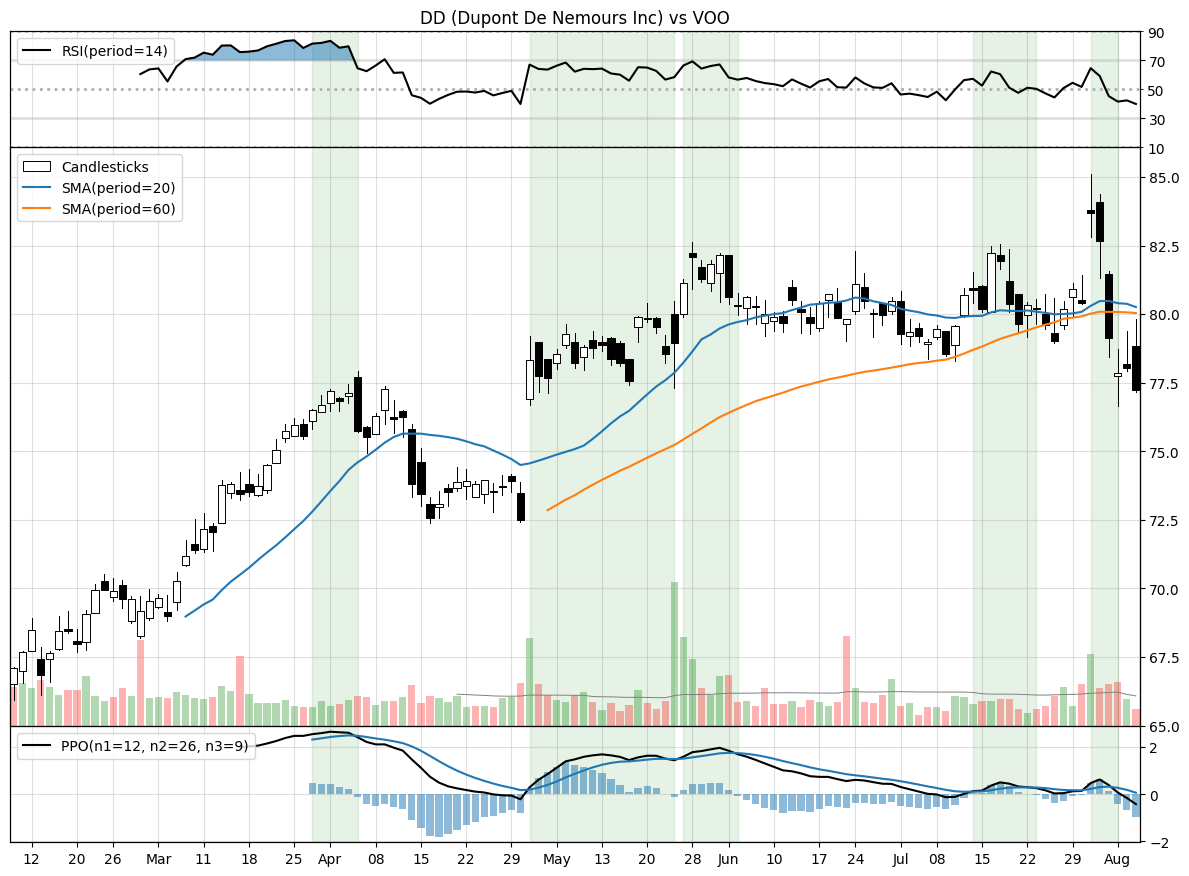 DD (Dupont De Nemours Inc) vs VOO
RSI(period=14)
90
70
50
30
10
Candlesticks
SMA(period=20)
SMA(period=60)
85.0
82.5
80.0
77.5
75.0
72.5
70.0
67.5
65.0
PPO(n1=12, n2=26, n3=9)
2
0
−2
12 20 26 Mar 11 18 25 Apr 08 15 22 29 May 13 20 28 Jun 10 17 24 Jul 08 15 22 29 Aug